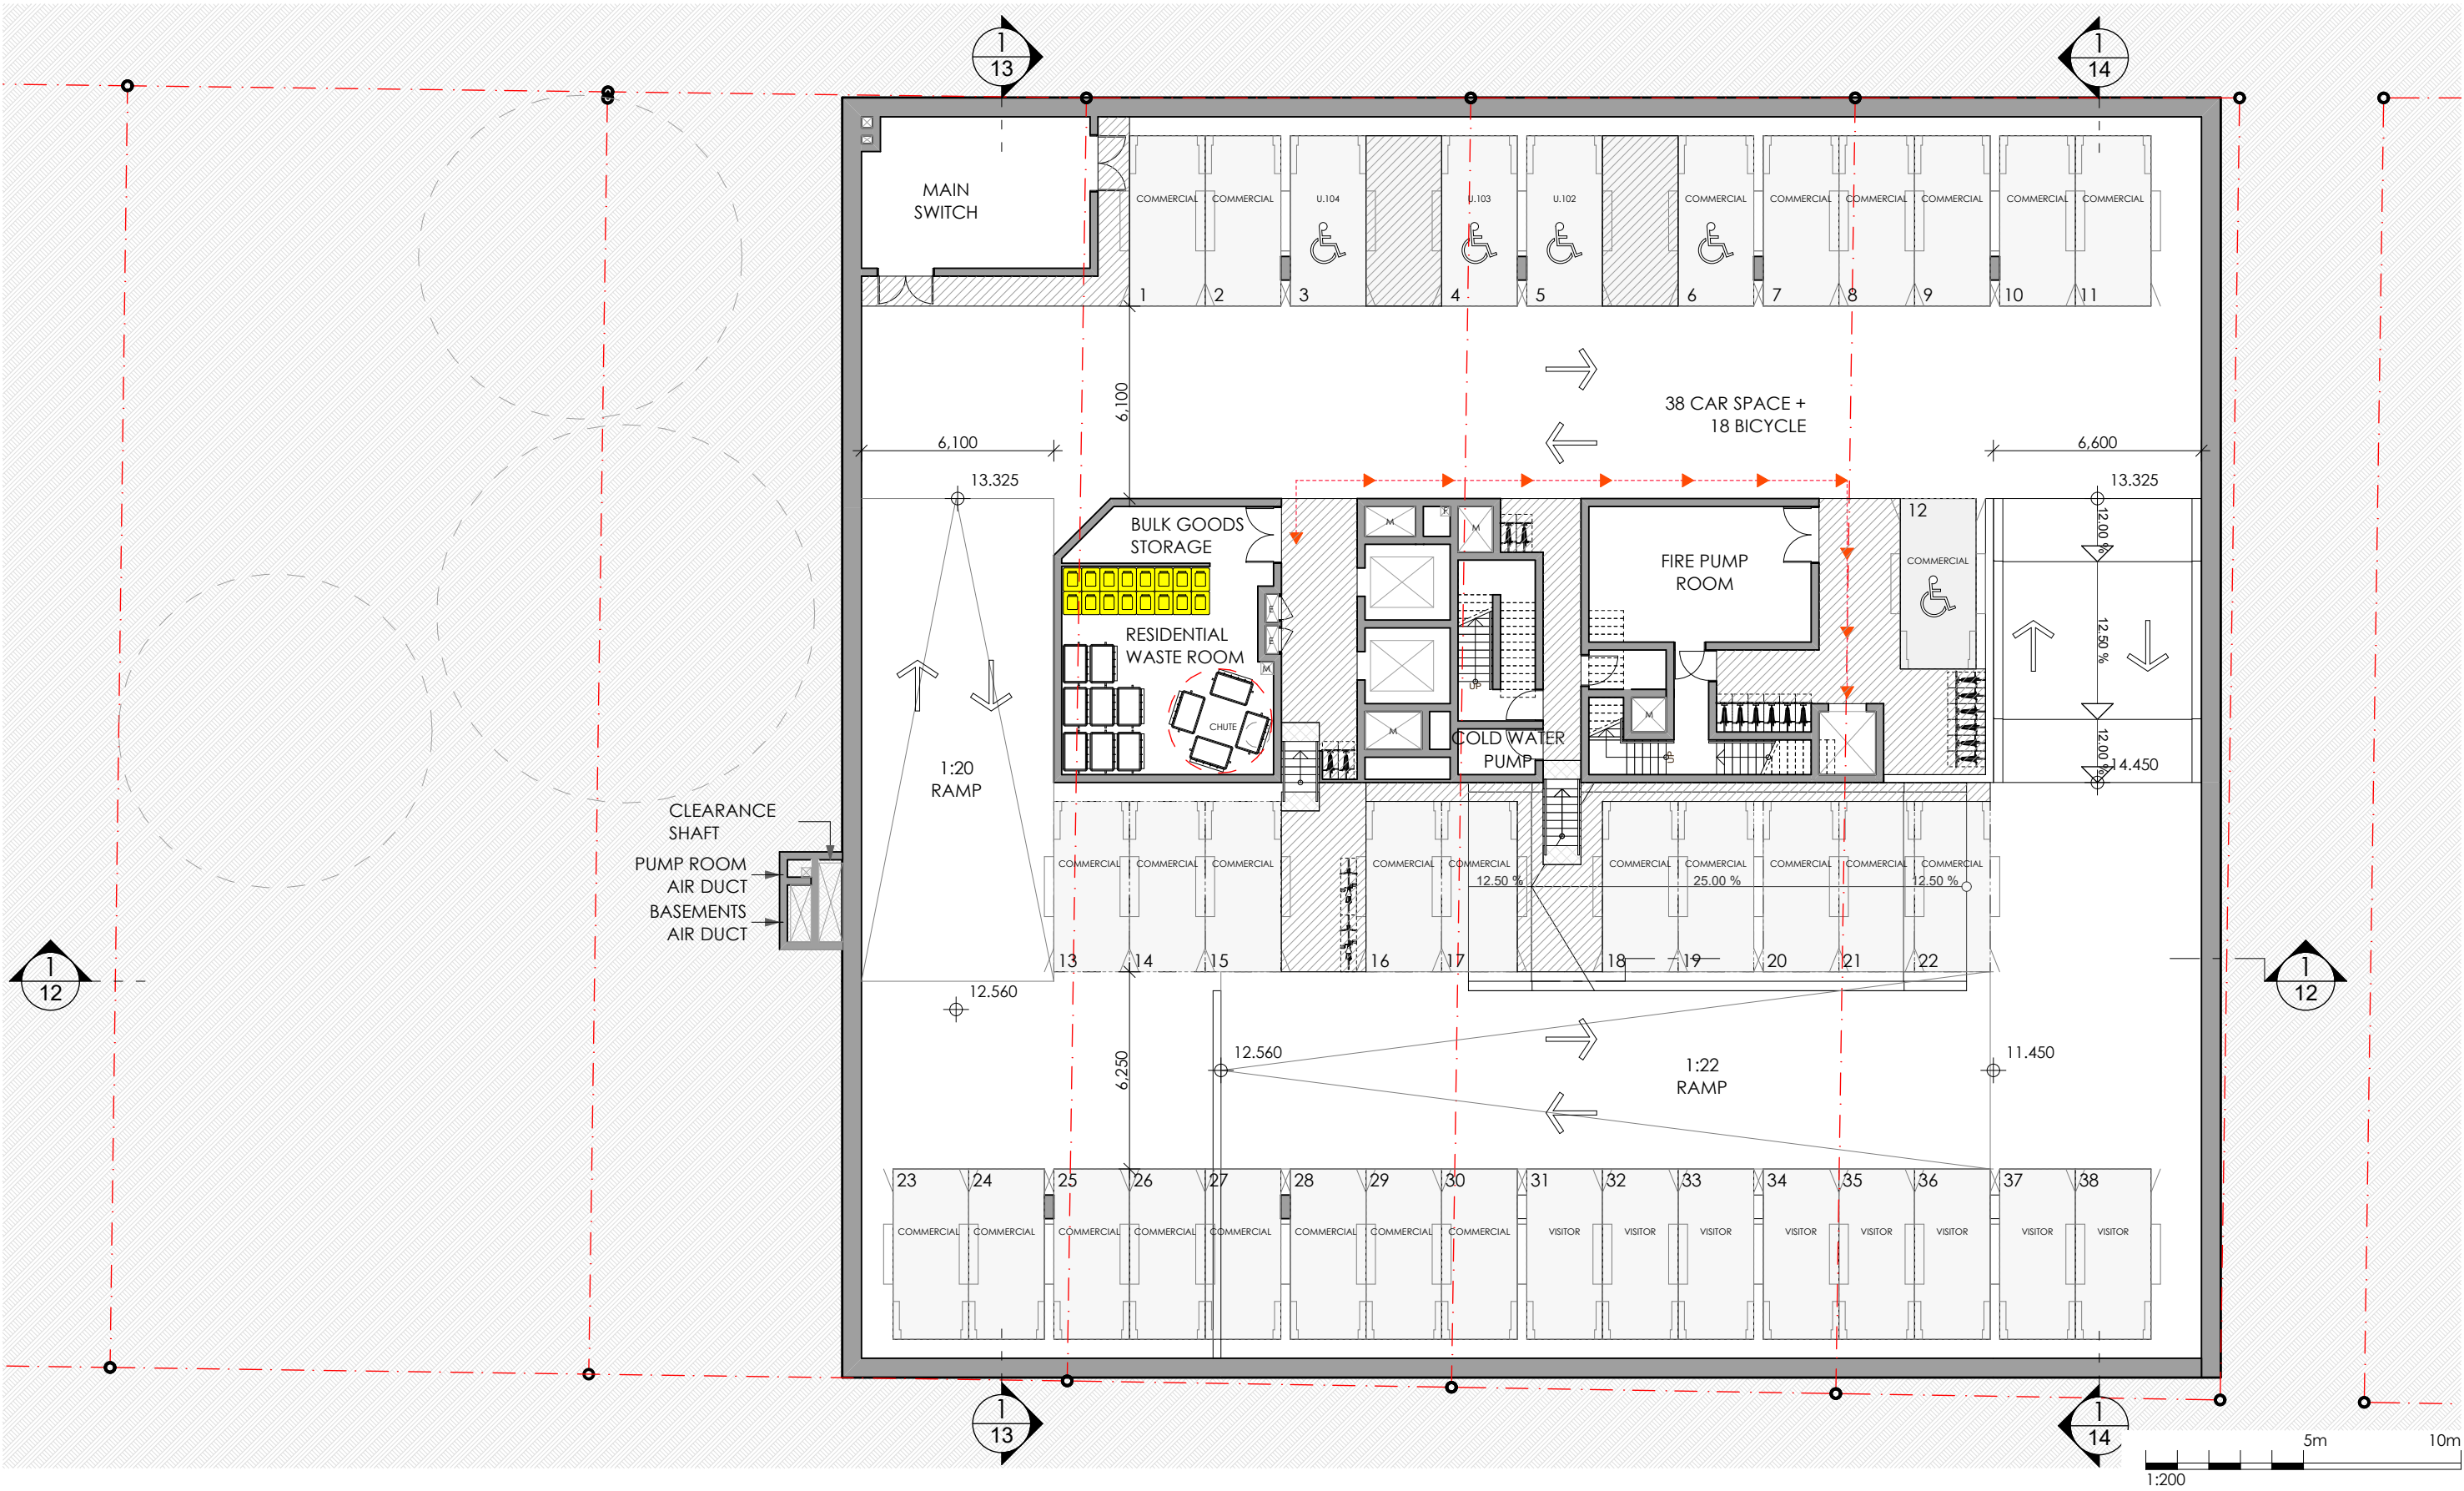 1
13
1
14
MAIN
SWITCH
COMMERCIAL
COMMERCIAL
U.104
U.103
U.102
COMMERCIAL
COMMERCIAL
COMMERCIAL
COMMERCIAL
COMMERCIAL
COMMERCIAL
1
2
3
4
5
6
7
8
9
10
11
6,100
38 CAR SPACE +
18 BICYCLE
6,100
6,600
13.325
13.325
BULK GOODS
STORAGE
M
F
M
12
12.00 %
FIRE PUMP
ROOM
COMMERCIAL
E
E
RESIDENTIAL
WASTE ROOM
M
12.50 %
UP
CHUTE
M
M
COLD WATER
PUMP
UP
12.00 %
14.450
1:20
RAMP
CLEARANCE
SHAFT
PUMP ROOM
AIR DUCT
BASEMENTS
AIR DUCT
COMMERCIAL
COMMERCIAL
COMMERCIAL
COMMERCIAL
COMMERCIAL
COMMERCIAL
COMMERCIAL
COMMERCIAL
COMMERCIAL
COMMERCIAL
12.50 %
25.00 %
12.50 %
13
14
15
16
17
18
19
20
21
22
1
12
1
12
12.560
6,250
12.560
1:22
RAMP
11.450
23
24
25
26
27
28
29
30
31
32
33
34
35
36
37
38
COMMERCIAL
COMMERCIAL
COMMERCIAL
COMMERCIAL
COMMERCIAL
COMMERCIAL
COMMERCIAL
COMMERCIAL
VISITOR
VISITOR
VISITOR
VISITOR
VISITOR
VISITOR
VISITOR
VISITOR
1
13
1
14
5m
10m
1:200